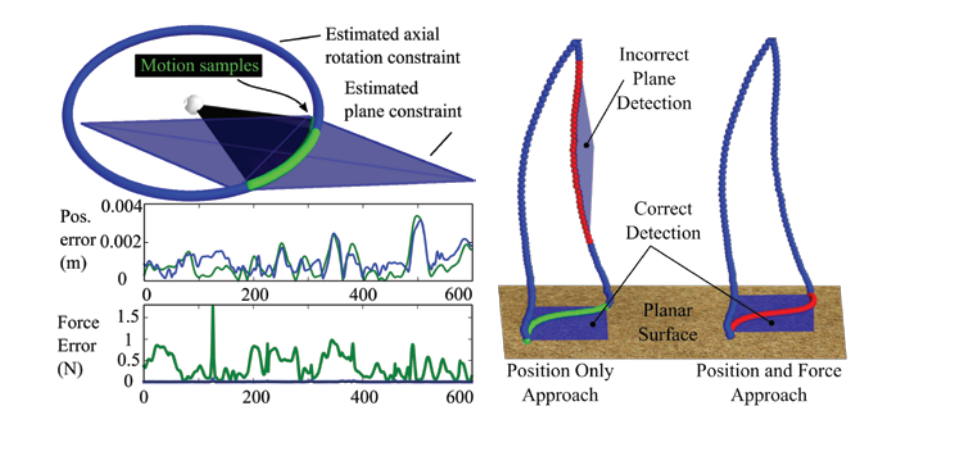 Estimated axial
rotation constraint
Motion samples
Estimated
plane constraint
Pos.
error
(m)
0.004
0.002
0
0 200 400 600
Force
Error
(N)
1.5
1
0.5
0
0 200 400 600
Incorrect
Plane
Detection
Correct
Detection
Planar
Surface
Position Only
Approach
Position and Force
Approach